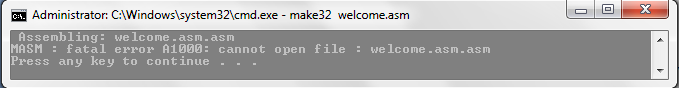 Administrator: C:\Windows\system32\cmd.exe - make32  welcome.asm
Assembling: welcome.asm.asm
MASM : fatal error A1000: cannot open file : welcome.asm.asm
Press any key to continue . . .